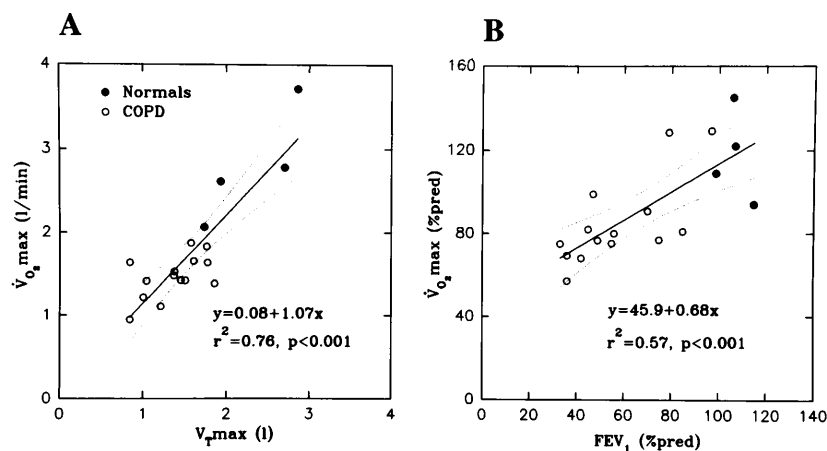 A
4
3
2
1
0
V̇O₂max (l/min)
● Normals
○ COPD
y=0.08+1.07x
r²=0.76, p<0.001
0 1 2 3 4
VTmax (l)
B
160
120
80
40
0
V̇O₂max (%pred)
y=45.9+0.68x
r²=0.57, p<0.001
0 20 40 60 80 100 120 140
FEV₁ (%pred)